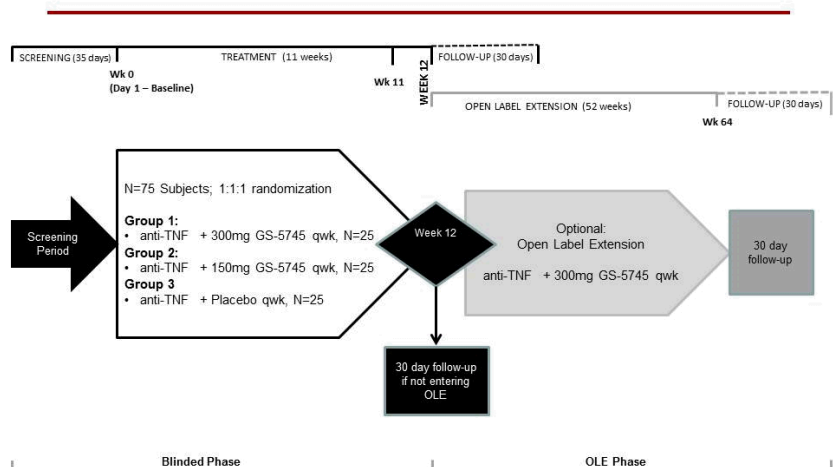 SCREENING (35 days)
TREATMENT (11 weeks)
FOLLOW-UP (30 days)
Wk 0
(Day 1 – Baseline)
Wk 11
WEEK 12
OPEN LABEL EXTENSION (52 weeks)
FOLLOW-UP (30 days)
Wk 64
Screening
Period
N=75 Subjects; 1:1:1 randomization
Group 1:
• anti-TNF + 300mg GS-5745 qwk, N=25
Group 2:
• anti-TNF + 150mg GS-5745 qwk, N=25
Group 3
• anti-TNF + Placebo qwk, N=25
Week 12
Optional:
Open Label Extension
anti-TNF + 300mg GS-5745 qwk
30 day
follow-up
30 day follow-up
if not entering
OLE
Blinded Phase
OLE Phase